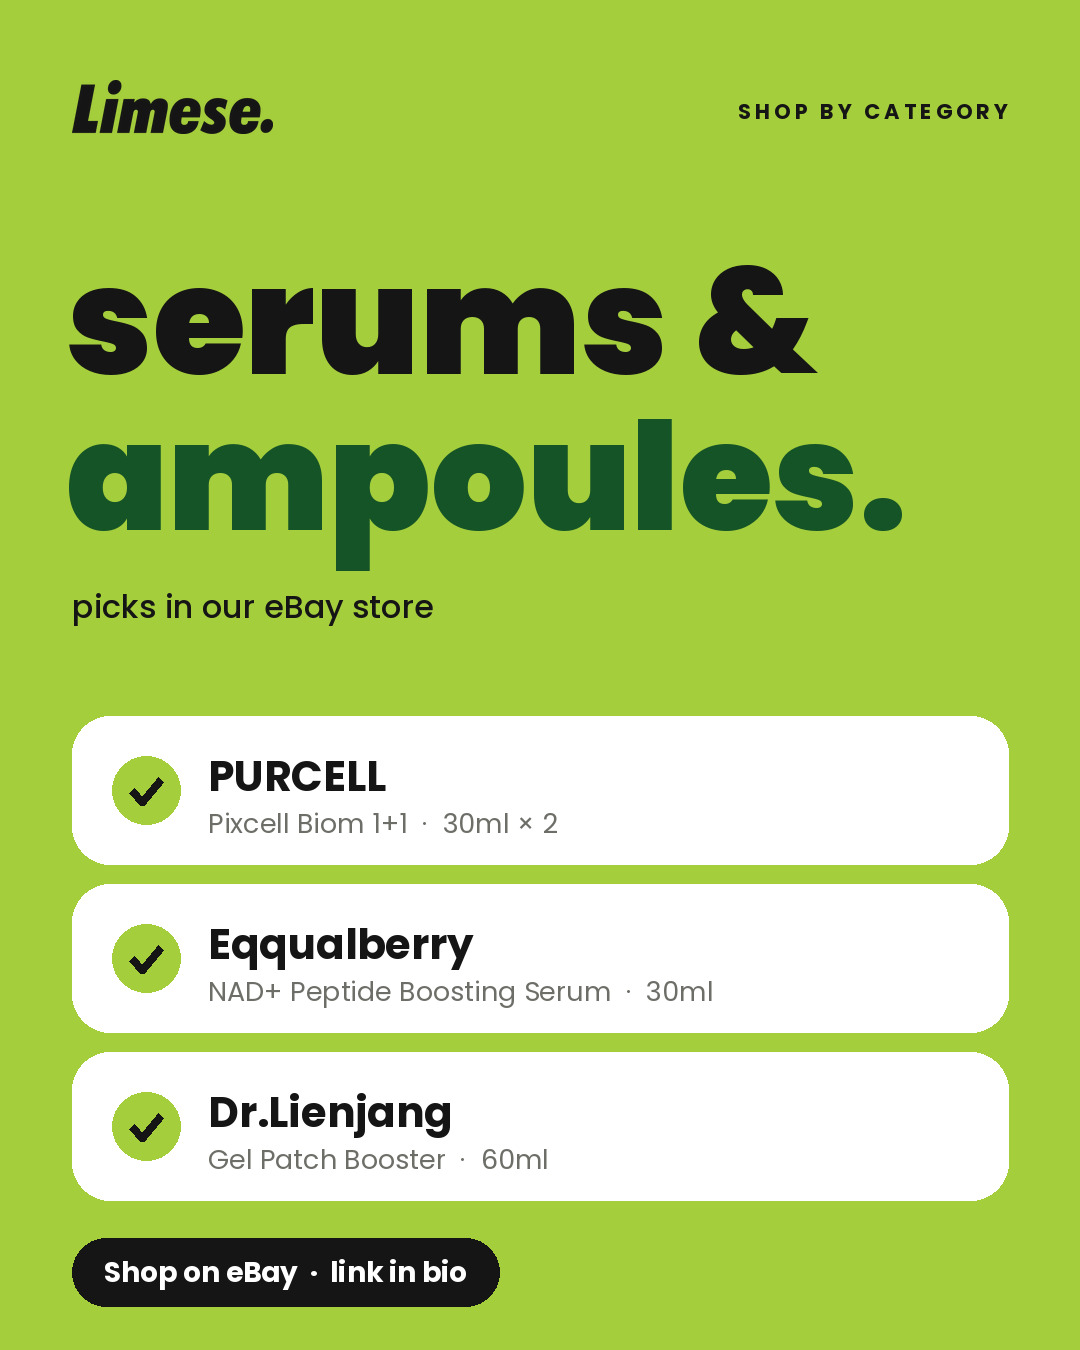 Limese.
SHOP BY CATEGORY
serums &
ampoules.
picks in our eBay store
PURCELL
Pixcell Biom 1+1 · 30ml × 2
Eqqualberry
NAD+ Peptide Boosting Serum · 30ml
Dr.Lienjang
Gel Patch Booster · 60ml
Shop on eBay · link in bio